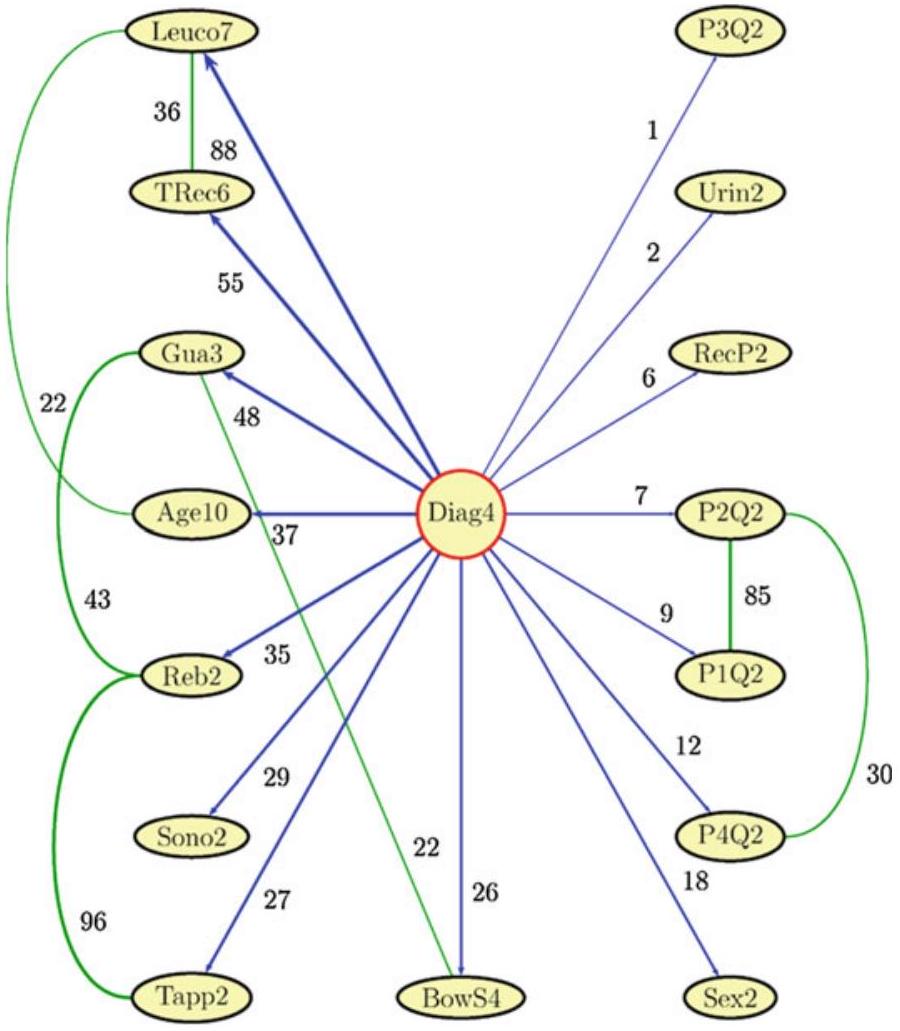 Leuco7
P3Q2
36
88
1
TRec6
Urin2
55
2
Gua3
RecP2
22
48
6
Age10
Diag4
7
P2Q2
37
43
9
85
35
Reb2
P1Q2
29
12
30
Sono2
22
P4Q2
96
27
26
18
Tapp2
BowS4
Sex2